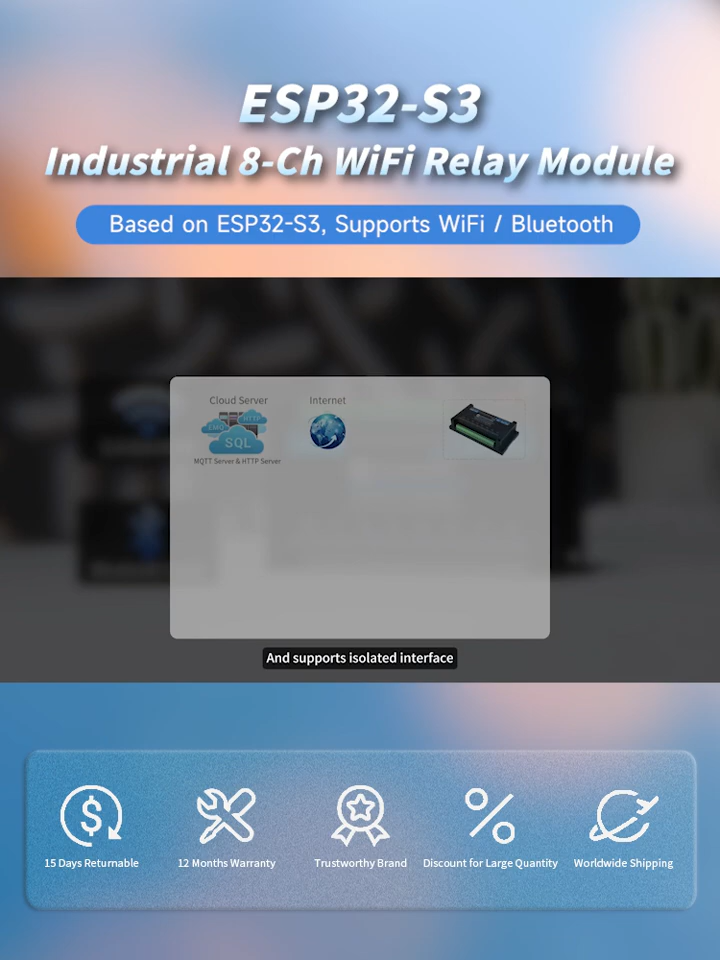 ESP32-S3
Industrial 8-Ch WiFi Relay Module
Based on ESP32-S3, Supports WiFi / Bluetooth
Cloud Server
Internet
HTTP
EMQ
SQL
MQTT Server & HTTP Server
And supports isolated interface
15 Days Returnable
12 Months Warranty
Trustworthy Brand
Discount for Large Quantity
Worldwide Shipping